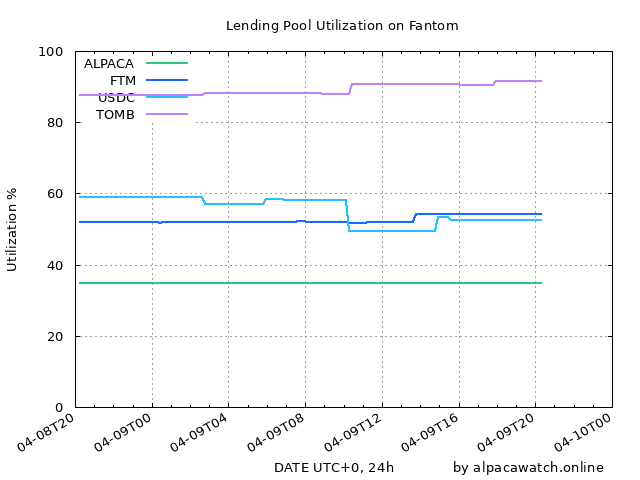 Lending Pool Utilization on Fantom
100
80
60
40
20
0
Utilization %
ALPACA
FTM
USDC
TOMB
04-08T20
04-09T00
04-09T04
04-09T08
04-09T12
04-09T16
04-09T20
04-10T00
DATE UTC+0, 24h
by alpacawatch.online